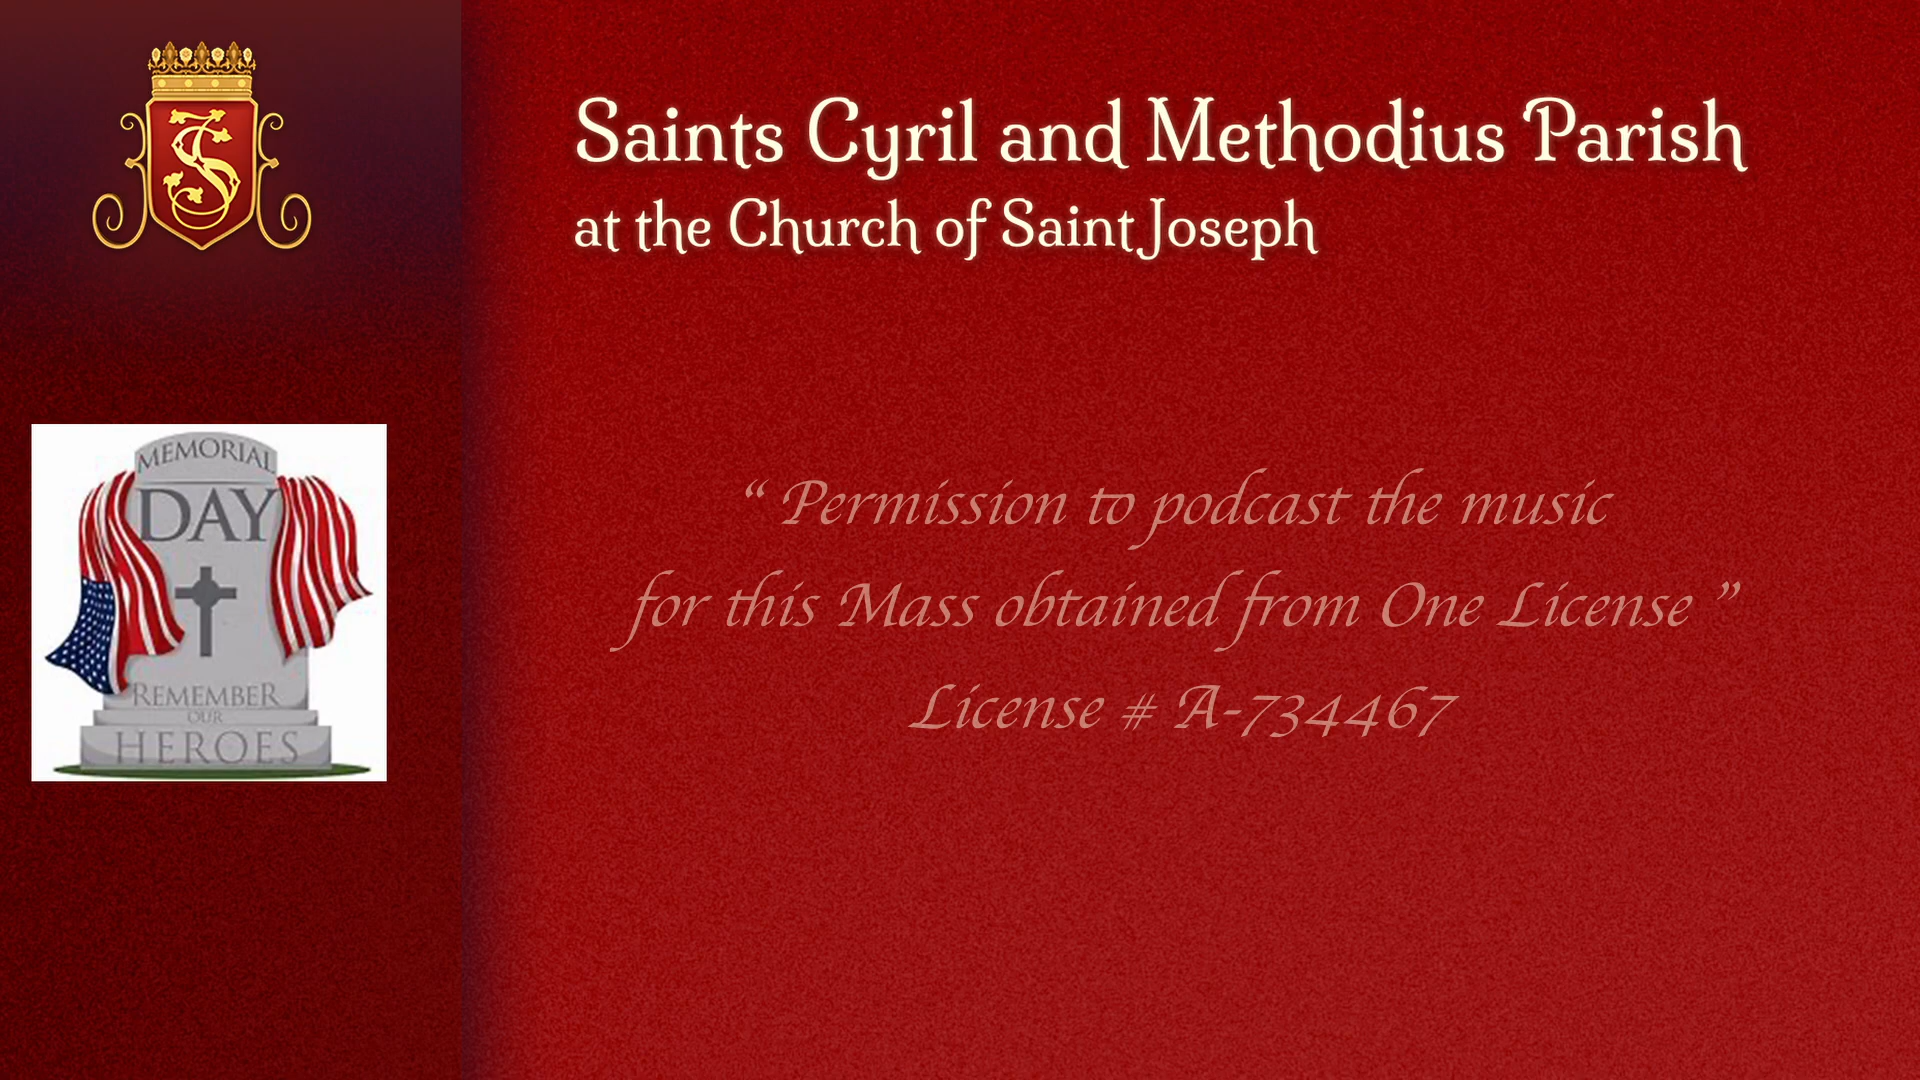 Saints Cyril and Methodius Parish
at the Church of Saint Joseph
MEMORIAL
DAY
REMEMBER
OUR
HEROES
“ Permission to podcast the music
for this Mass obtained from One License ”
License # A-734467